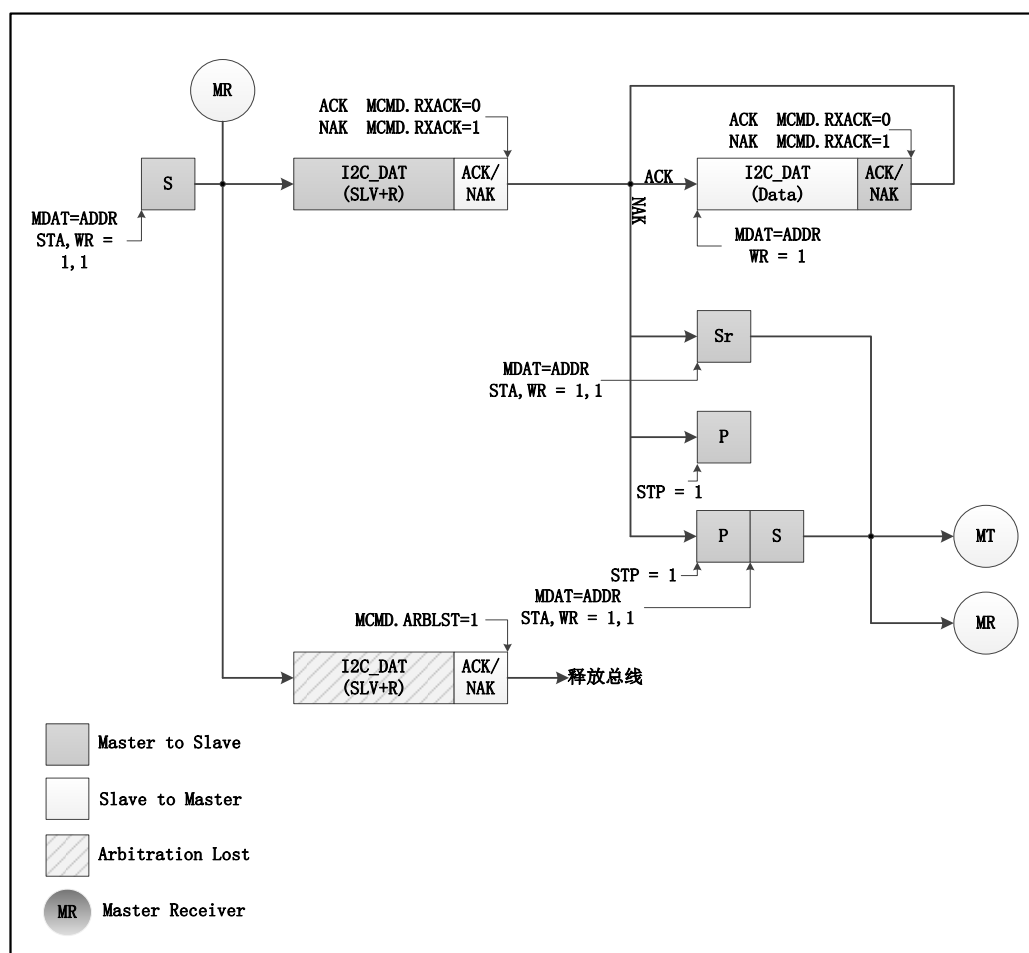 MR
ACK MCMD.RXACK=0
NAK MCMD.RXACK=1
ACK MCMD.RXACK=0
NAK MCMD.RXACK=1
S
I2C_DAT
(SLV+R)
ACK/
NAK
ACK
NAK
I2C_DAT
(Data)
ACK/
NAK
MDAT=ADDR
STA,WR =
1,1
MDAT=ADDR
WR = 1
Sr
MDAT=ADDR
STA,WR = 1,1
P
STP = 1
P
S
MT
STP = 1
MDAT=ADDR
STA,WR = 1,1
MR
MCMD.ARBLST=1
I2C_DAT
(SLV+R)
ACK/
NAK
释放总线
Master to Slave
Slave to Master
Arbitration Lost
MR
Master Receiver